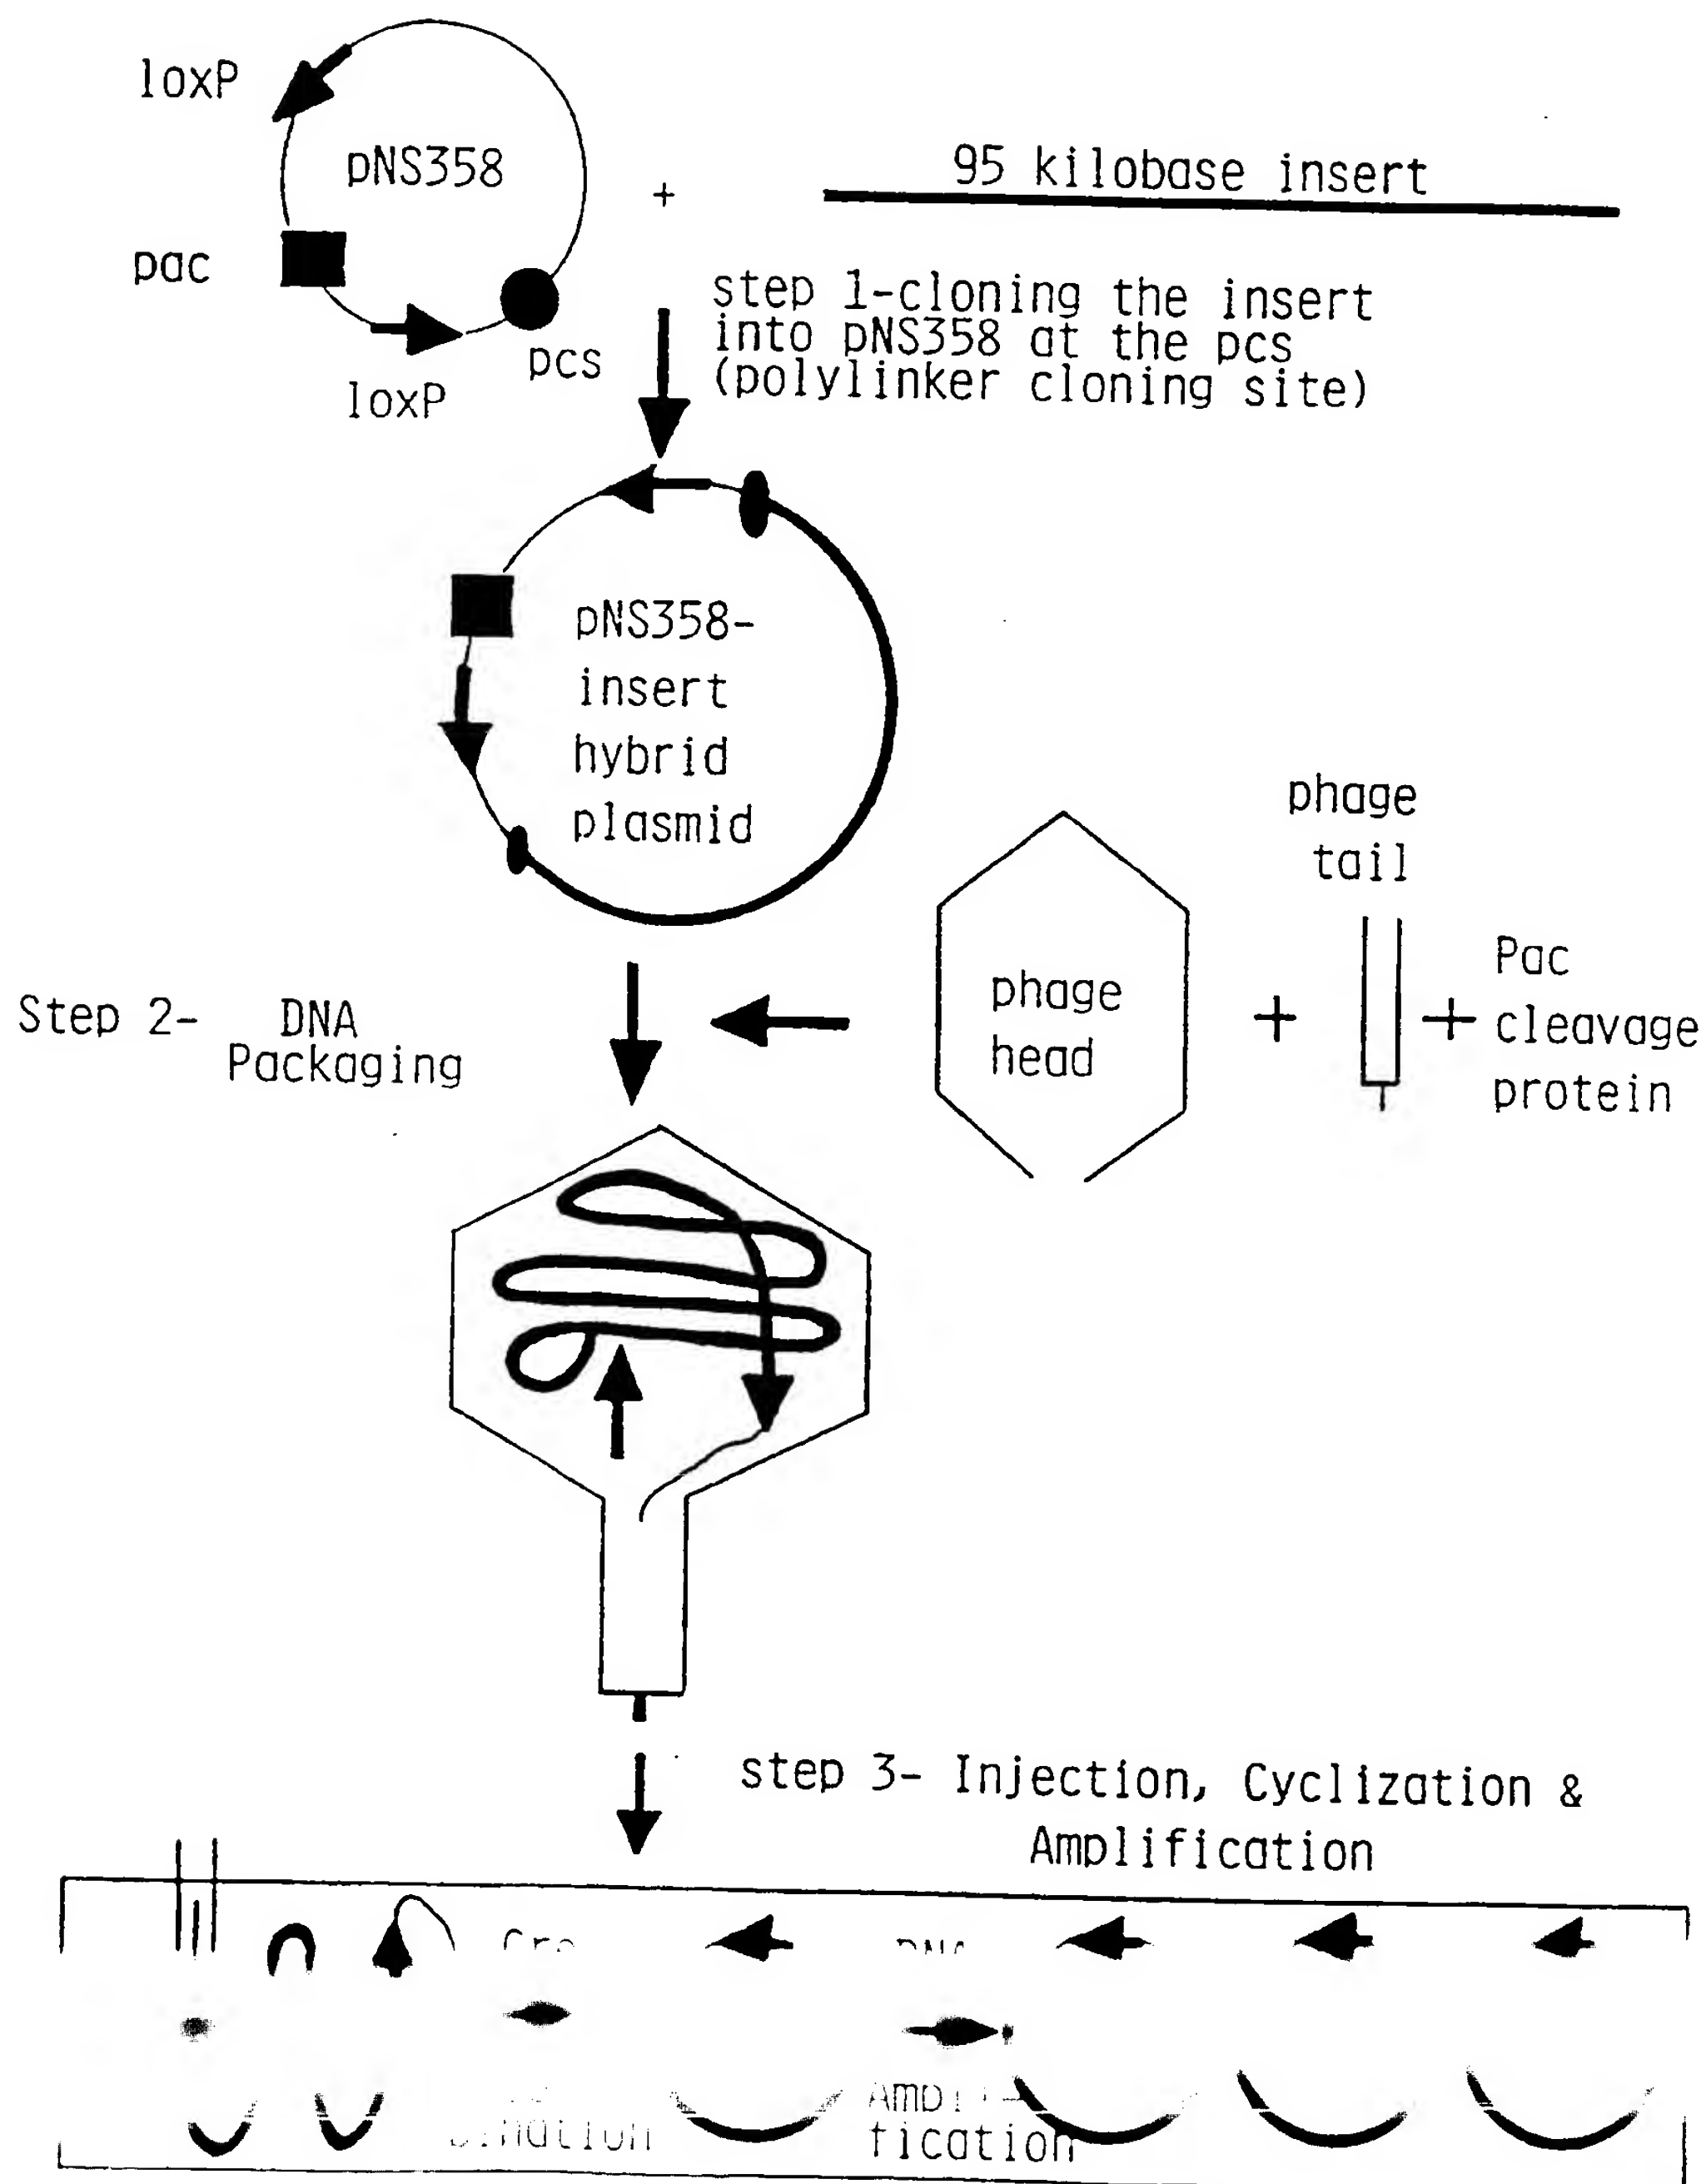 loxP
pNS358
+
95 kilobase insert
pac
pcs
loxP
step 1-cloning the insert
into pNS358 at the pcs
(polylinker cloning site)
pNS358-
insert
hybrid
plasmid
phage
tail
phage
head
+
+
Pac
cleavage
protein
Step 2- DNA
Packaging
step 3- Injection, Cyclization &
Amplification
fication